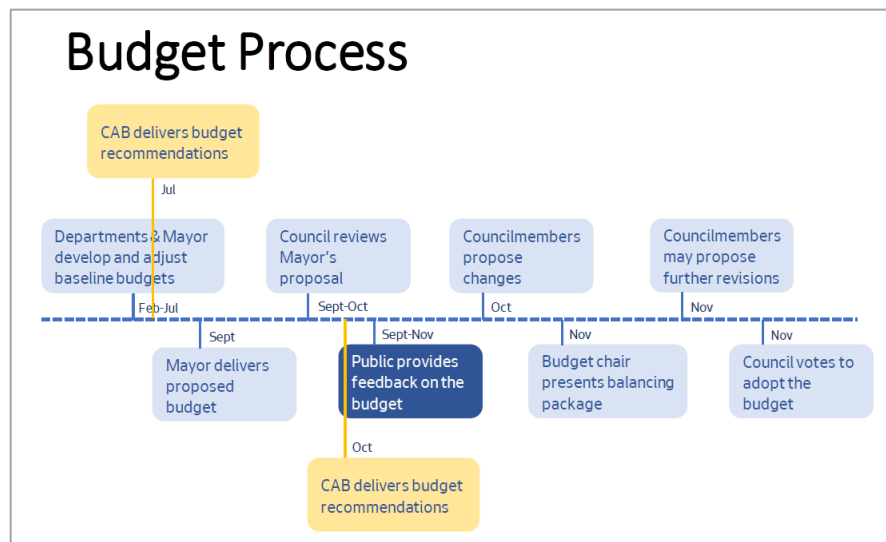 Budget Process
CAB delivers budget
recommendations
Jul
Departments & Mayor
develop and adjust
baseline budgets
Feb-Jul
Council reviews
Mayor's
proposal
Sept-Oct
Councilmembers
propose
changes
Oct
Councilmembers
may propose
further revisions
Nov
Sept
Mayor delivers
proposed
budget
Sept-Nov
Public provides
feedback on the
budget
Nov
Budget chair
presents balancing
package
Nov
Council votes to
adopt the
budget
Oct
CAB delivers budget
recommendations